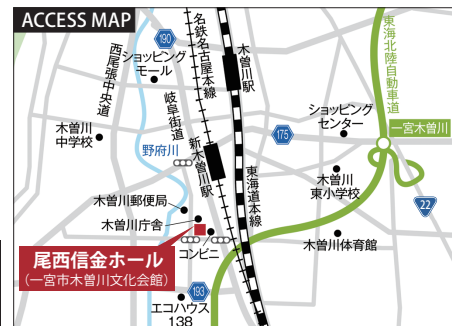 ACCESS MAP
190
ショッピング
モール
西尾張中央道
名鉄名古屋本線
岐阜街道
木曽川駅
東海北陸自動車道
木曽川
中学校
野府川
新木曽川駅
175
ショッピング
センター
一宮木曽川
東海道本線
木曽川
東小学校
22
木曽川郵便局
木曽川庁舎
コンビニ
木曽川体育館
尾西信金ホール
(一宮市木曽川文化会館)
193
エコハウス
138